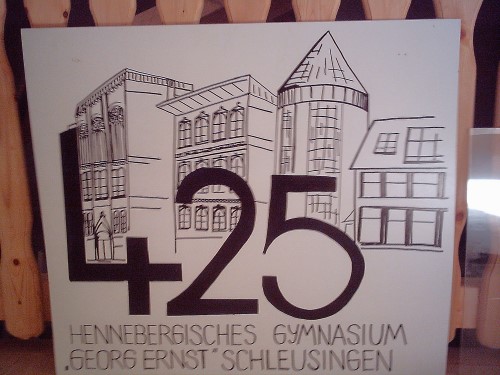 425
HENNEBERGISCHES GYMNASIUM
„GEORG ERNST" SCHLEUSINGEN